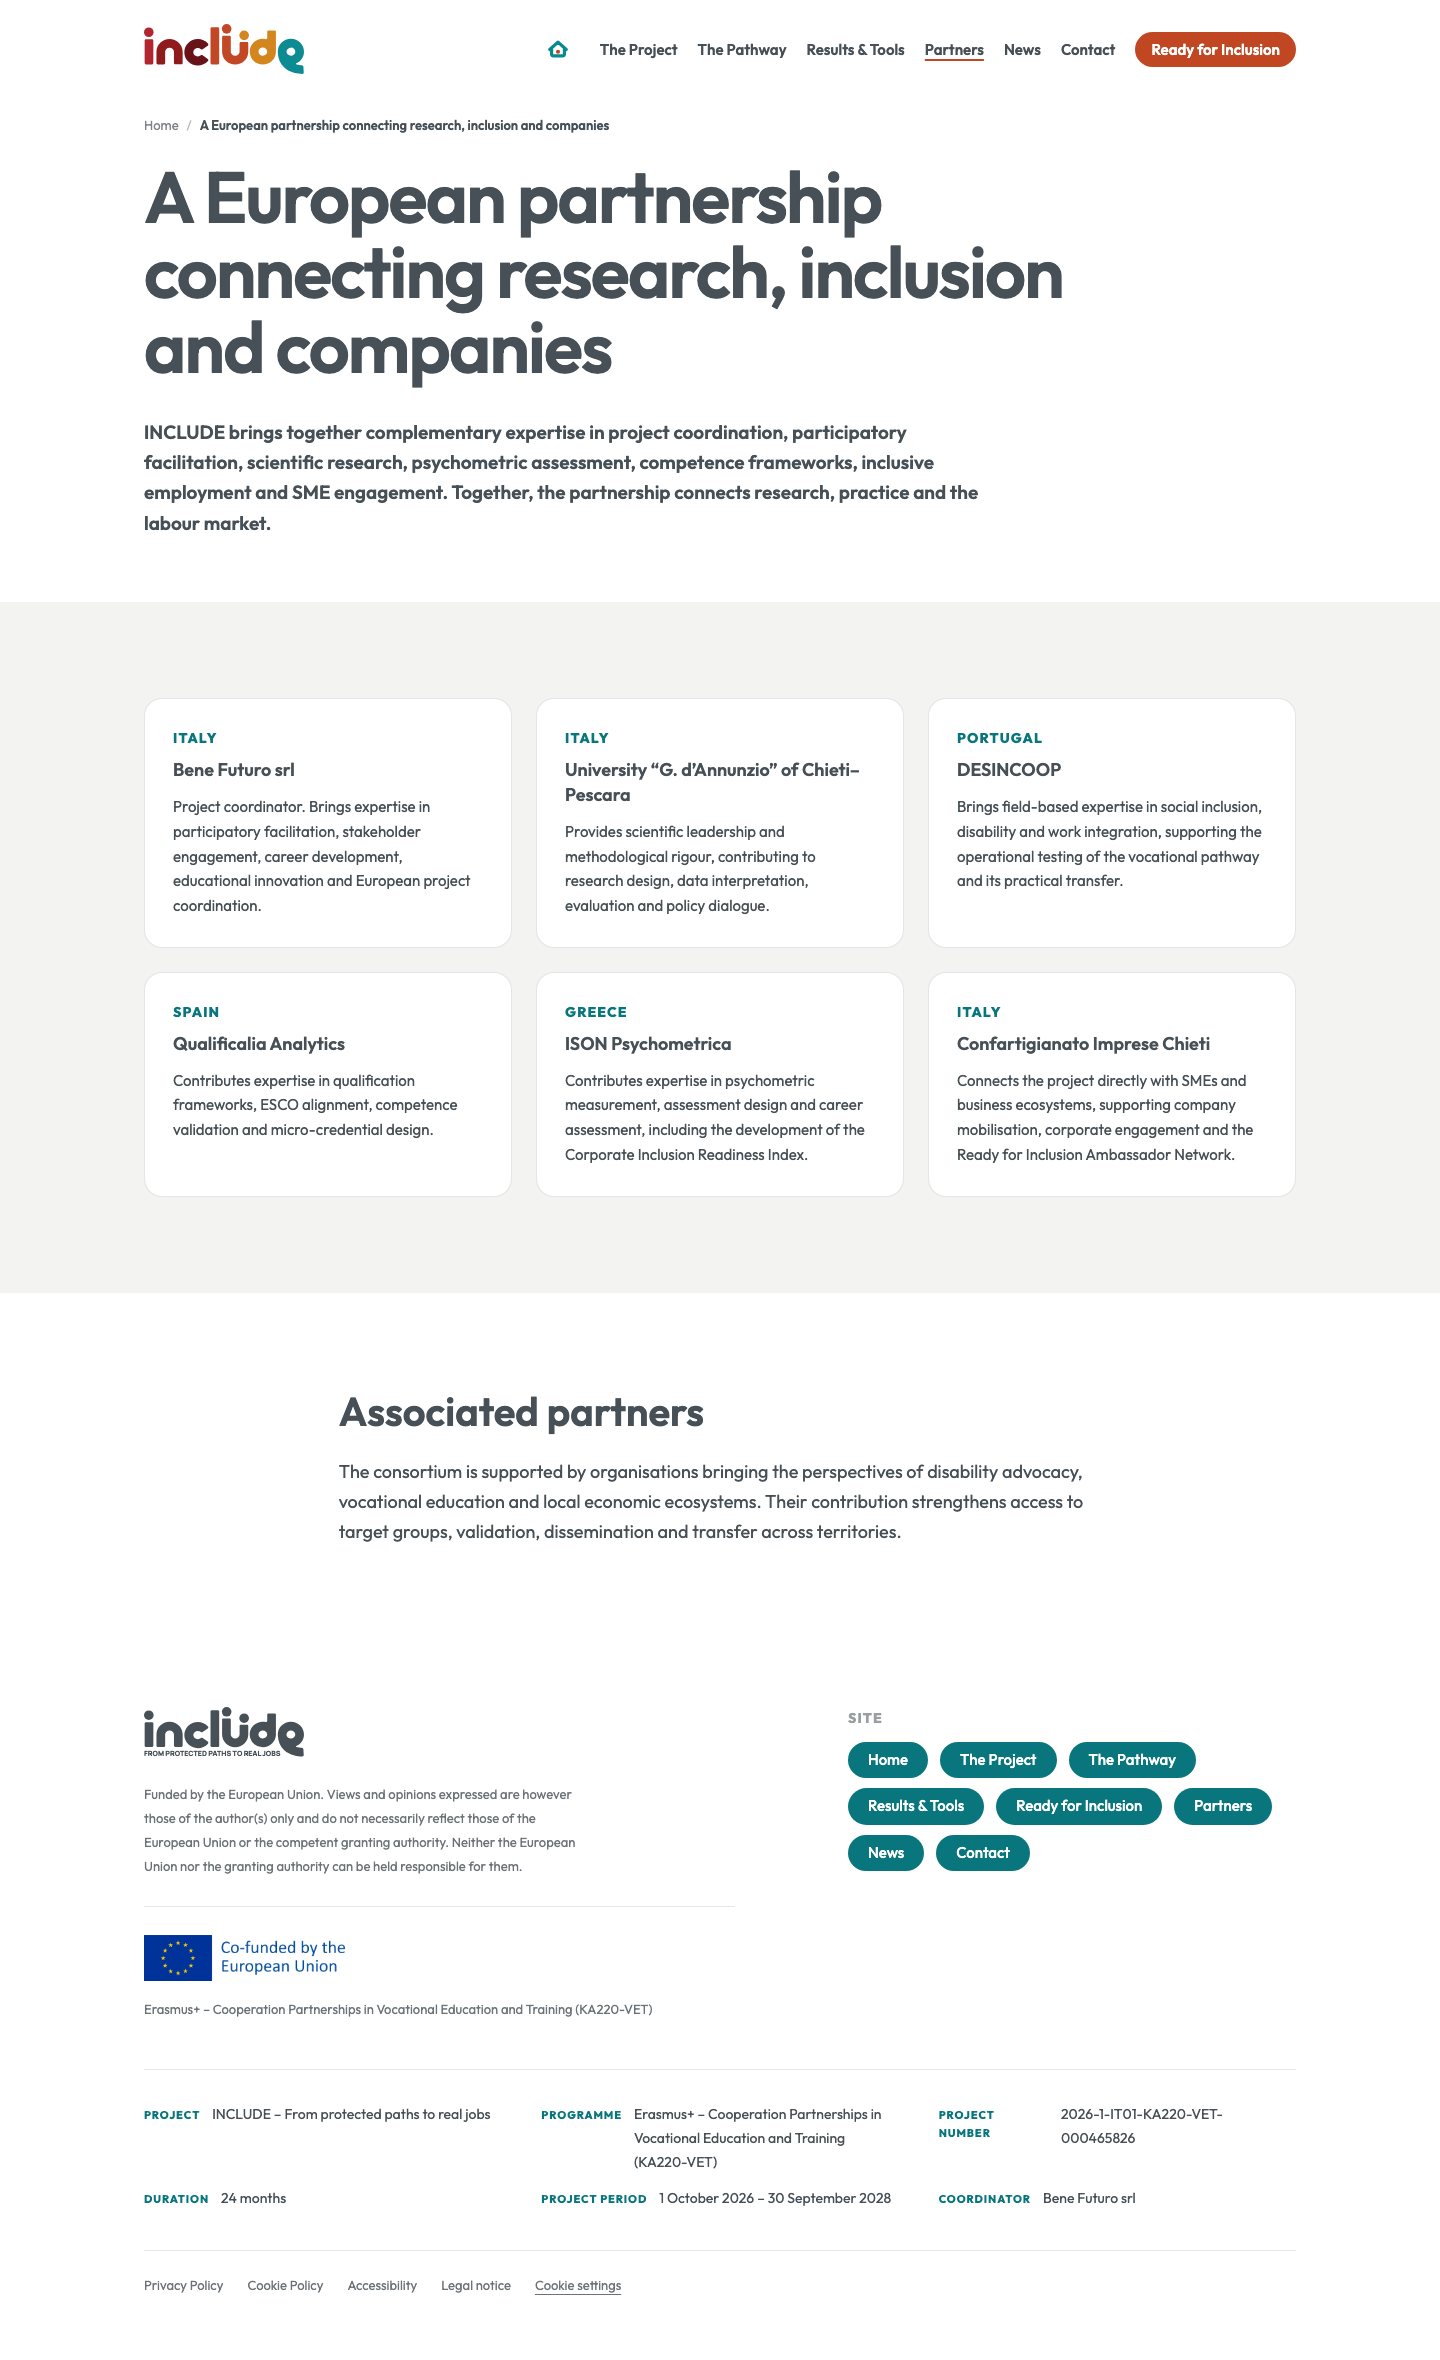 include
The Project
The Pathway
Results & Tools
Partners
News
Contact
Ready for Inclusion
Home / A European partnership connecting research, inclusion and companies
A European partnership
connecting research, inclusion
and companies
INCLUDE brings together complementary expertise in project coordination, participatory
facilitation, scientific research, psychometric assessment, competence frameworks, inclusive
employment and SME engagement. Together, the partnership connects research, practice and the
labour market.
ITALY
Bene Futuro srl
Project coordinator. Brings expertise in
participatory facilitation, stakeholder
engagement, career development,
educational innovation and European project
coordination.
ITALY
University “G. d’Annunzio” of Chieti–
Pescara
Provides scientific leadership and
methodological rigour, contributing to
research design, data interpretation,
evaluation and policy dialogue.
PORTUGAL
DESINCOOP
Brings field-based expertise in social inclusion,
disability and work integration, supporting the
operational testing of the vocational pathway
and its practical transfer.
SPAIN
Qualificalia Analytics
Contributes expertise in qualification
frameworks, ESCO alignment, competence
validation and micro-credential design.
GREECE
ISON Psychometrica
Contributes expertise in psychometric
measurement, assessment design and career
assessment, including the development of the
Corporate Inclusion Readiness Index.
ITALY
Confartigianato Imprese Chieti
Connects the project directly with SMEs and
business ecosystems, supporting company
mobilisation, corporate engagement and the
Ready for Inclusion Ambassador Network.
Associated partners
The consortium is supported by organisations bringing the perspectives of disability advocacy,
vocational education and local economic ecosystems. Their contribution strengthens access to
target groups, validation, dissemination and transfer across territories.
include
FROM PROTECTED PATHS TO REAL JOBS
Funded by the European Union. Views and opinions expressed are however
those of the author(s) only and do not necessarily reflect those of the
European Union or the competent granting authority. Neither the European
Union nor the granting authority can be held responsible for them.
Co-funded by the
European Union
Erasmus+ – Cooperation Partnerships in Vocational Education and Training (KA220-VET)
SITE
Home
The Project
The Pathway
Results & Tools
Ready for Inclusion
Partners
News
Contact
PROJECT INCLUDE – From protected paths to real jobs
PROGRAMME Erasmus+ – Cooperation Partnerships in
Vocational Education and Training
(KA220-VET)
PROJECT
NUMBER
2026-1-IT01-KA220-VET-
000465826
DURATION 24 months
PROJECT PERIOD 1 October 2026 – 30 September 2028
COORDINATOR Bene Futuro srl
Privacy Policy
Cookie Policy
Accessibility
Legal notice
Cookie settings